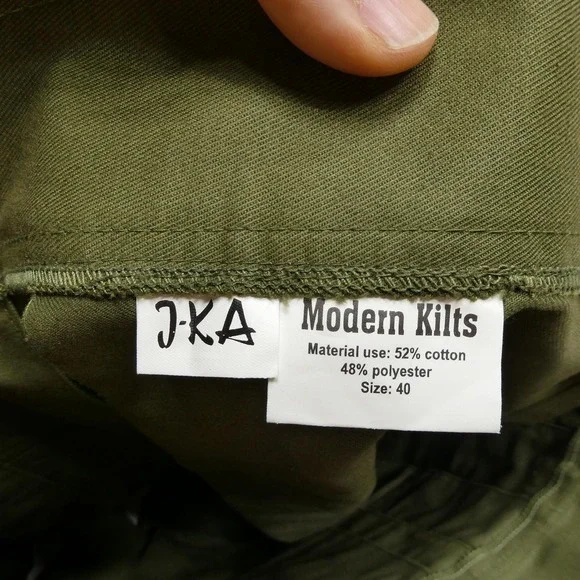 J-KA
Modern Kilts
Material use: 52% cotton
48% polyester
Size: 40